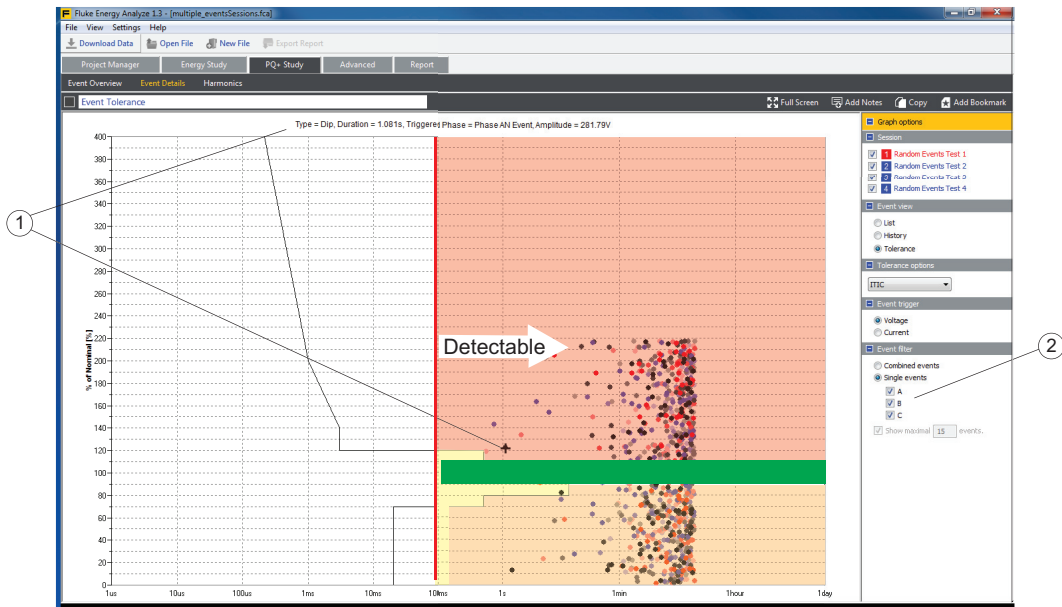 Fluke Energy Analyze 1.3 - [multiple_eventsSessions.fca]
File View Settings Help
Download Data Open File New File Export Report
Project Manager Energy Study PQ+ Study Advanced Report
Event Overview Event Details Harmonics
Event Tolerance Full Screen Add Notes Copy Add Bookmark
Type = Dip, Duration = 1.081s, Triggered Phase = Phase AN Event, Amplitude = 281.79V
% of Nominal [%]
400
380
360
340
320
300
280
260
240
220
200
180
160
140
120
100
80
60
40
20
0
1us 10us 100us 1ms 10ms 1s 1min 1hour 1day
Detectable
1
2
Graph options
Session
1 Random Events Test 1
2 Random Events Test 2
3 Random Events Test 3
4 Random Events Test 4
Event view
List
History
Tolerance
Tolerance options
ITIC
Event trigger
Voltage
Current
Event filter
Combined events
Single events
A
B
C
Show maximal 15 events.